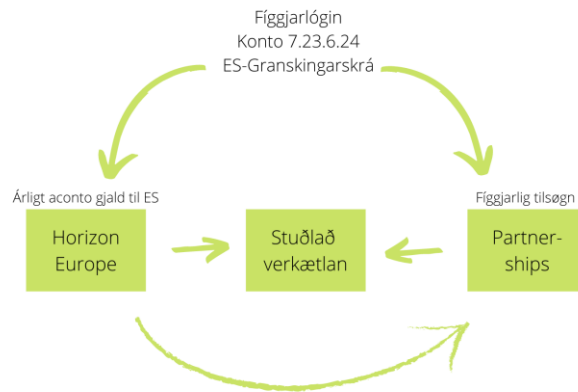 Fíggjarlógin
Konto 7.23.6.24
ES-Granskingarskrá
Árligt aconto gjald til ES
Fíggjarlig tilsøgn
Horizon
Europe
Stuðlað
verkætlan
Partner-
ships